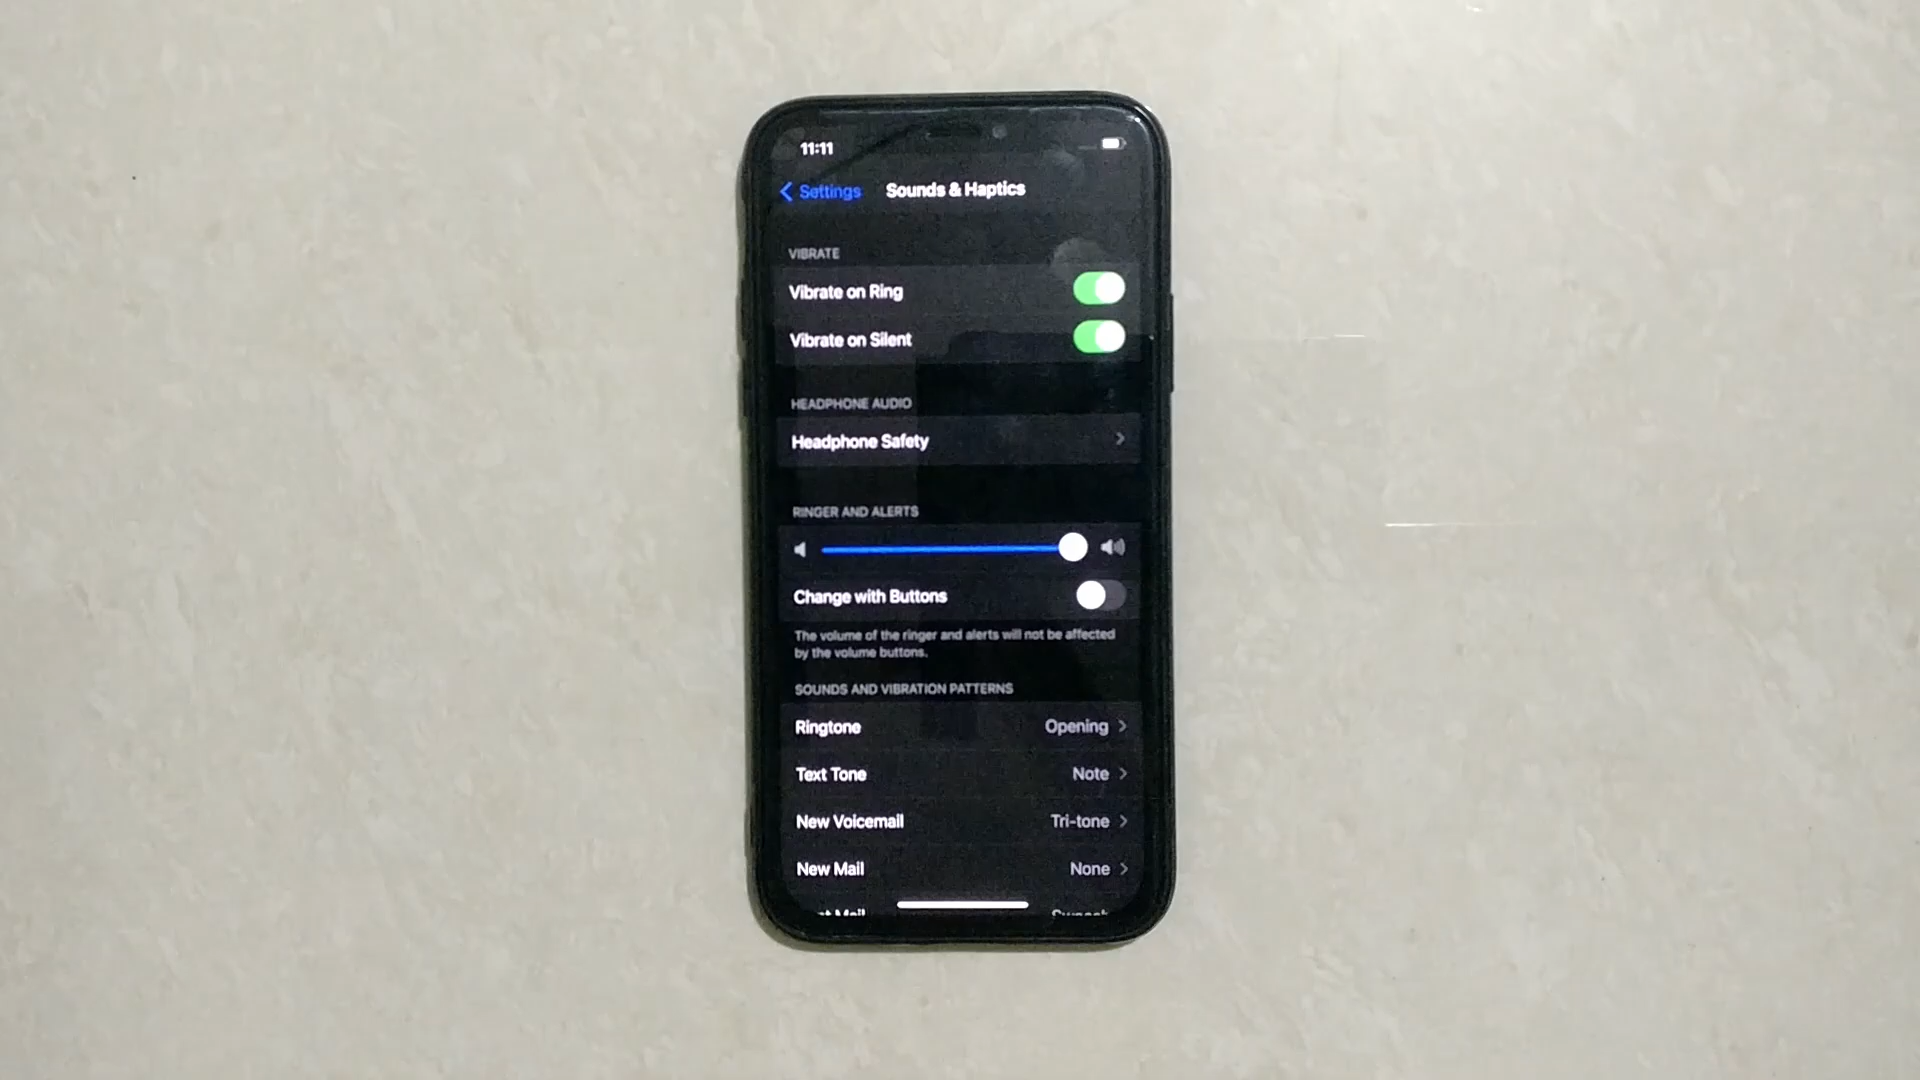 11:11
Settings Sounds & Haptics
VIBRATE
Vibrate on Ring
Vibrate on Silent
HEADPHONE AUDIO
Headphone Safety
RINGER AND ALERTS
Change with Buttons
The volume of the ringer and alerts will not be affected
by the volume buttons.
SOUNDS AND VIBRATION PATTERNS
Ringtone Opening
Text Tone Note
New Voicemail Tri-tone
New Mail None